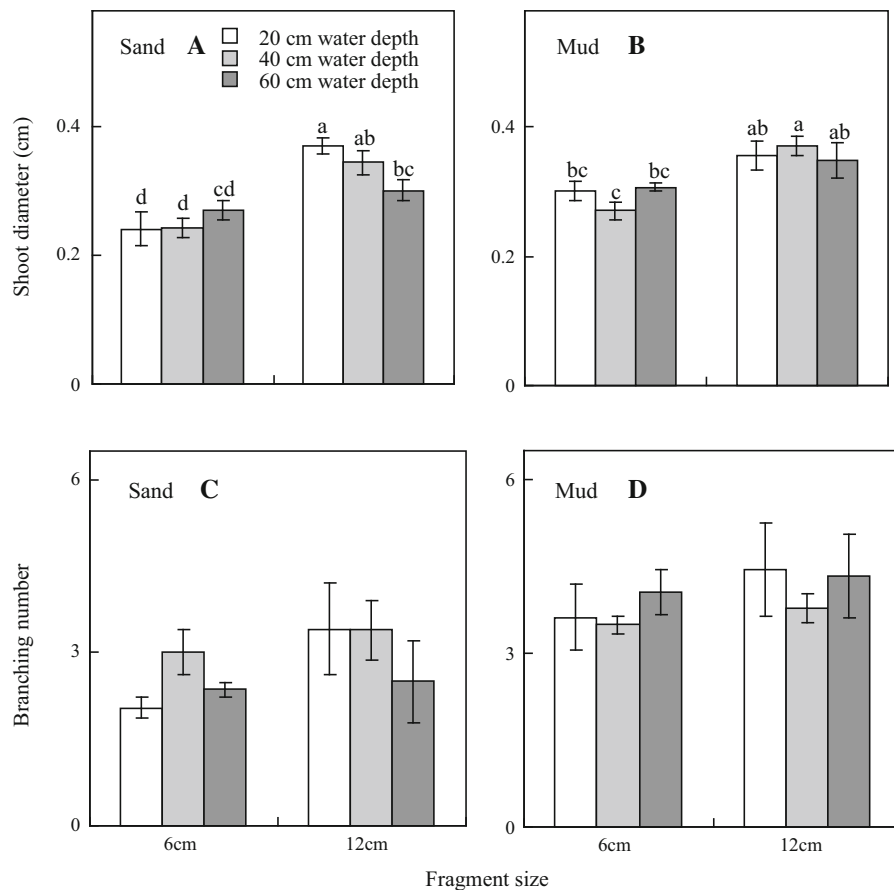 Sand A
20 cm water depth
40 cm water depth
60 cm water depth
Shoot diameter (cm)
0.4
0.2
0
d
d
cd
a
ab
bc
Mud B
0.4
0.2
0
bc
c
bc
ab
a
ab
Sand C
Branching number
6
3
0
6cm
12cm
Mud D
6
3
0
6cm
12cm
Fragment size